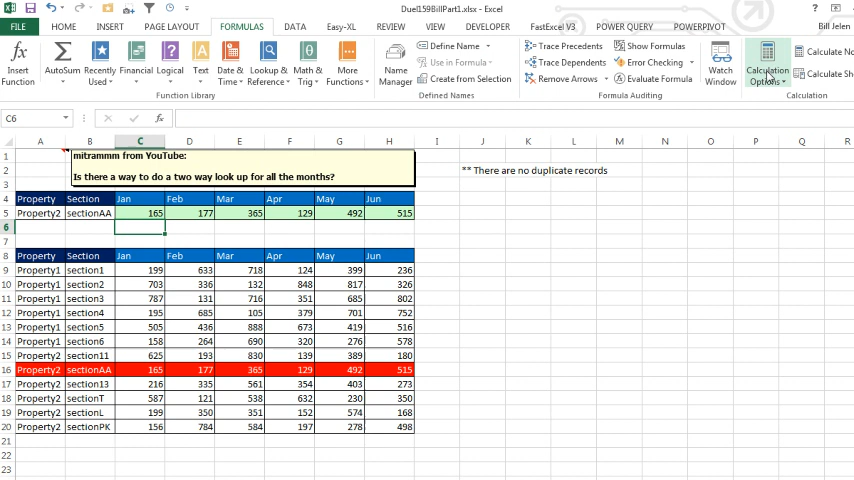 Duel159BillPart1.xlsx - Excel
FILE HOME INSERT PAGE LAYOUT FORMULAS DATA Easy-XL REVIEW VIEW DEVELOPER FastExcel V3 POWER QUERY POWERPIVOT Bill Jelen
Insert Function
AutoSum
Recently Used
Financial
Logical
Text
Date & Time
Lookup & Reference
Math & Trig
More Functions
Function Library
Name Manager
Define Name
Use in Formula
Create from Selection
Defined Names
Trace Precedents
Trace Dependents
Remove Arrows
Show Formulas
Error Checking
Evaluate Formula
Formula Auditing
Watch Window
Calculation Options
Calculate No
Calculate Sh
Calculation
C6 fx
A B C D E F G H I J K L M N O P Q R
1 mitrammm from YouTube:
2 Is there a way to do a two way look up for all the months? ** There are no duplicate records
3
4 Property Section Jan Feb Mar Apr May Jun
5 Property2 sectionAA 165 177 365 129 492 515
6
7
8 Property Section Jan Feb Mar Apr May Jun
9 Property1 section1 199 633 718 124 399 236
10 Property1 section2 703 336 132 848 817 326
11 Property1 section3 787 131 716 351 685 802
12 Property1 section4 195 685 105 379 701 752
13 Property1 section5 505 436 888 673 419 516
14 Property1 section6 158 264 690 320 276 578
15 Property2 section11 625 193 830 139 389 180
16 Property2 sectionAA 165 177 365 129 492 515
17 Property2 section13 216 335 561 354 403 273
18 Property2 sectionT 587 121 538 632 230 350
19 Property2 sectionL 199 350 351 152 574 168
20 Property2 sectionPK 156 784 584 197 278 498
21
22
23